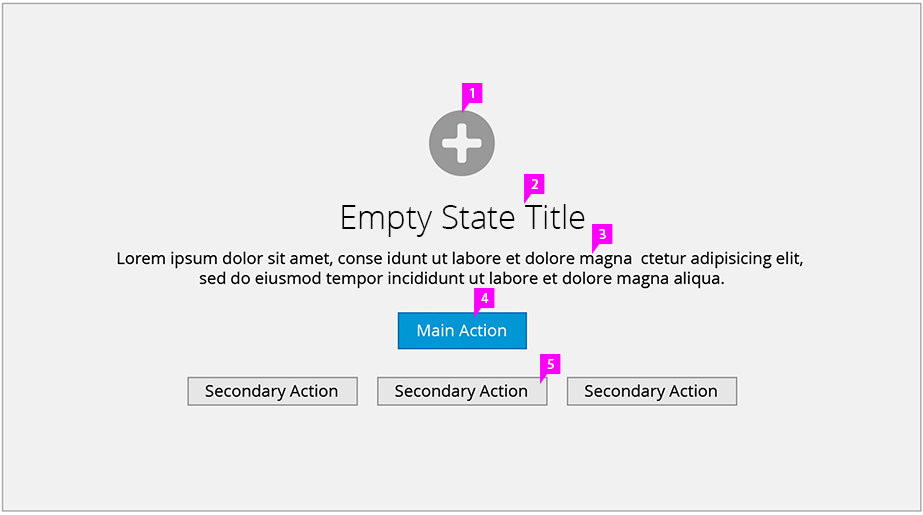 1
2
Empty State Title
3
Lorem ipsum dolor sit amet, conse idunt ut labore et dolore magna  ctetur adipisicing elit,
sed do eiusmod tempor incididunt ut labore et dolore magna aliqua.
4
Main Action
5
Secondary Action Secondary Action Secondary Action